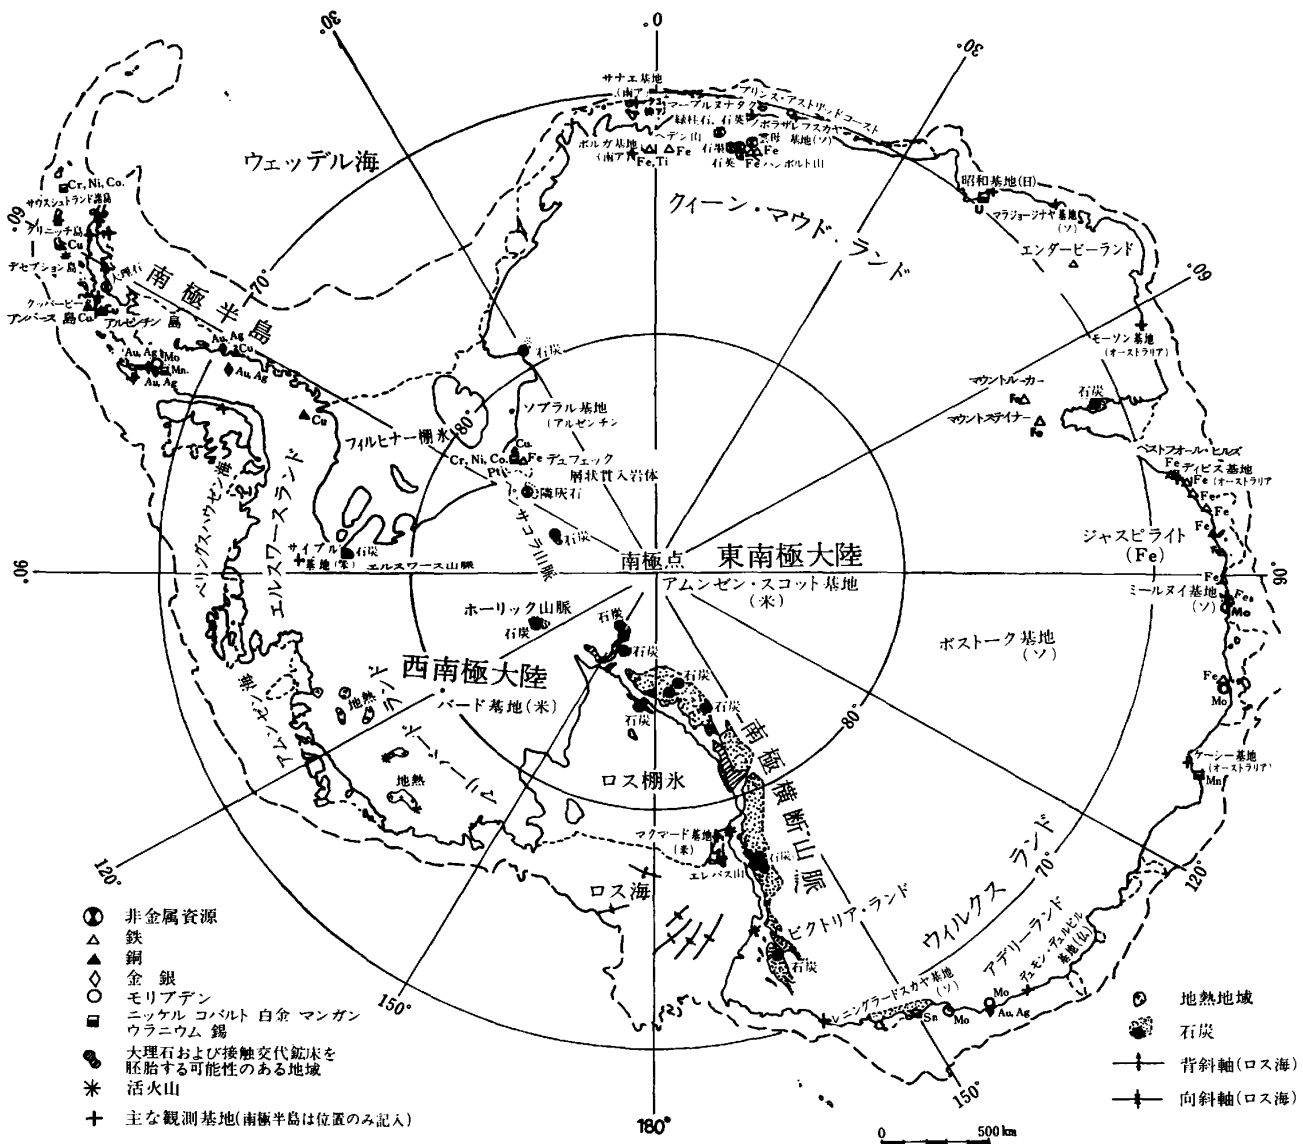 30°
0°
30°
サナエ基地
(南ア)
マーブルヌナタク
プリンス・アストリッドコースト
緑柱石、石英
ノボラザレフスカヤ
基地(ソ)
ヘデン山
雲母
ボルガ基地
(南ア)
石墨
石英
Fe
Fe
Fe,Ti
Fe フンボルト山
ウェッデル海
クィーン・マウド・ランド
昭和基地(日)
U
マラジョージナヤ基地
(ソ)
エンダービーランド
60°
Cr, Ni, Co.
サウスシェトランド諸島
60°
グリニッチ島
Cu
デセプション島
大理石
クッバービー島
アンバース島
Cu
アルゼンチン島
南極半島
70°
Au, Ag
Cu
Au, Ag
Mo
Mn.
Au, Ag
Au, Ag
Cu
石炭
モーソン基地
(オーストラリア)
マウントルーカー
Fe
石炭
マウントステイナー
Fe
ソブラル基地
(アルゼンチン
フィルヒナー棚氷
80°
Cu.
Cr, Ni, Co.
Fe
Pt
デュフェック
層状貫入岩体
燐灰石
石炭
ペンサコラ山脈
ベストフォール・ヒルズ
Fe
ディビス基地
(オーストラリア
Fe
Fe
Fe
Fe
Fe
ジャスピライト
(Fe)
ベリングスハウゼン海
エルスワースランド
サイプル
基地(米)
石炭
エルスワース山脈
南極点
東南極大陸
アムンゼン・スコット基地
(米)
90°
90°
Fe
ミールヌイ基地
(ソ)
Fe
Mo
ホーリック山脈
石炭
石炭
石炭
西南極大陸
バード基地(米)
ボストーク基地
(ソ)
石炭
石炭
石炭
Fe
Mo
アムンゼン海
地熱
地熱
マリーバードランド
80°
南極横断山脈
ロス棚氷
ケーシー基地
(オーストラリア)
Mn
マクマード基地
(米)
エレバス山
石炭
ロス海
ビクトリア・ランド
石炭
ウィルクスランド
70°
120°
120°
アデリーランド
デュモン・デュルビル
基地(仏)
レニングラードスカヤ基地
(ソ)
Sn
Mo
Mo
Au, Ag
150°
150°
180°
非金属資源
鉄
銅
金 銀
モリブデン
ニッケル コバルト 白金 マンガン
ウラニウム 錫
大理石および接触交代鉱床を
胚胎する可能性のある地域
活火山
主な観測基地(南極半島は位置のみ記入)
地熱地域
石炭
背斜軸(ロス海)
向斜軸(ロス海)
0 500km